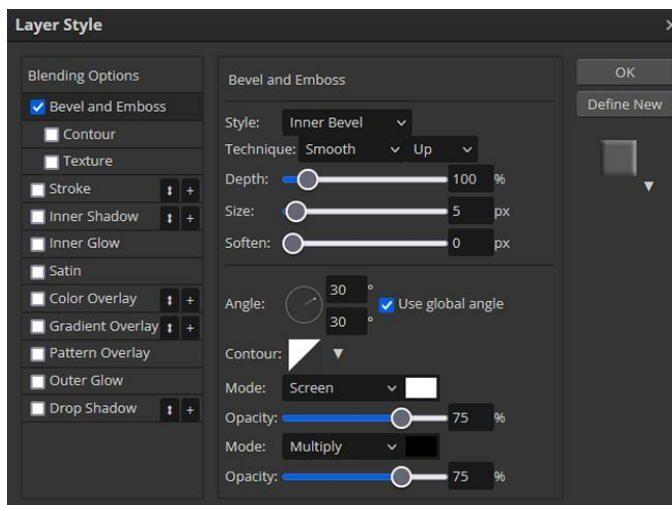 Layer Style
Blending Options
Bevel and Emboss
Contour
Texture
Stroke
Inner Shadow
Inner Glow
Satin
Color Overlay
Gradient Overlay
Pattern Overlay
Outer Glow
Drop Shadow
Bevel and Emboss
Style: Inner Bevel
Technique: Smooth Up
Depth: 100 %
Size: 5 px
Soften: 0 px
Angle: 30 °
30 °
Use global angle
Contour:
Mode: Screen
Opacity: 75 %
Mode: Multiply
Opacity: 75 %
OK
Define New